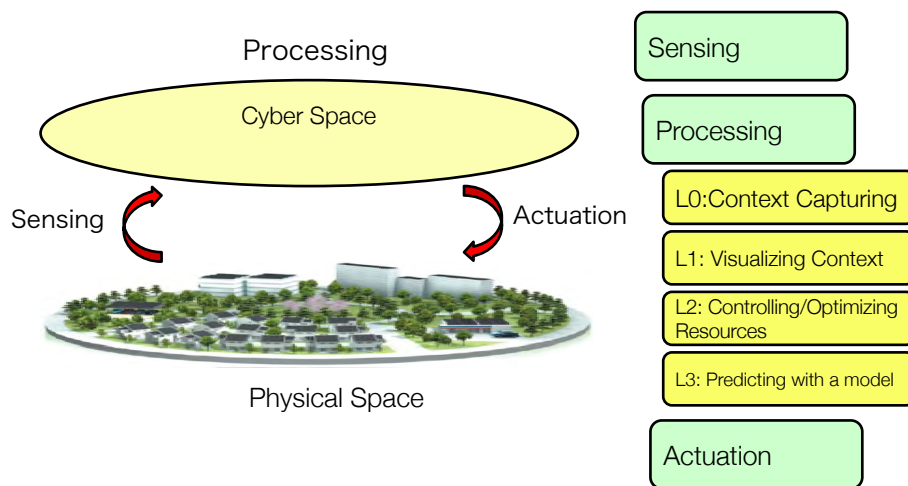 Processing
Cyber Space
Sensing
Actuation
Physical Space
Sensing
Processing
L0:Context Capturing
L1: Visualizing Context
L2: Controlling/Optimizing
Resources
L3: Predicting with a model
Actuation